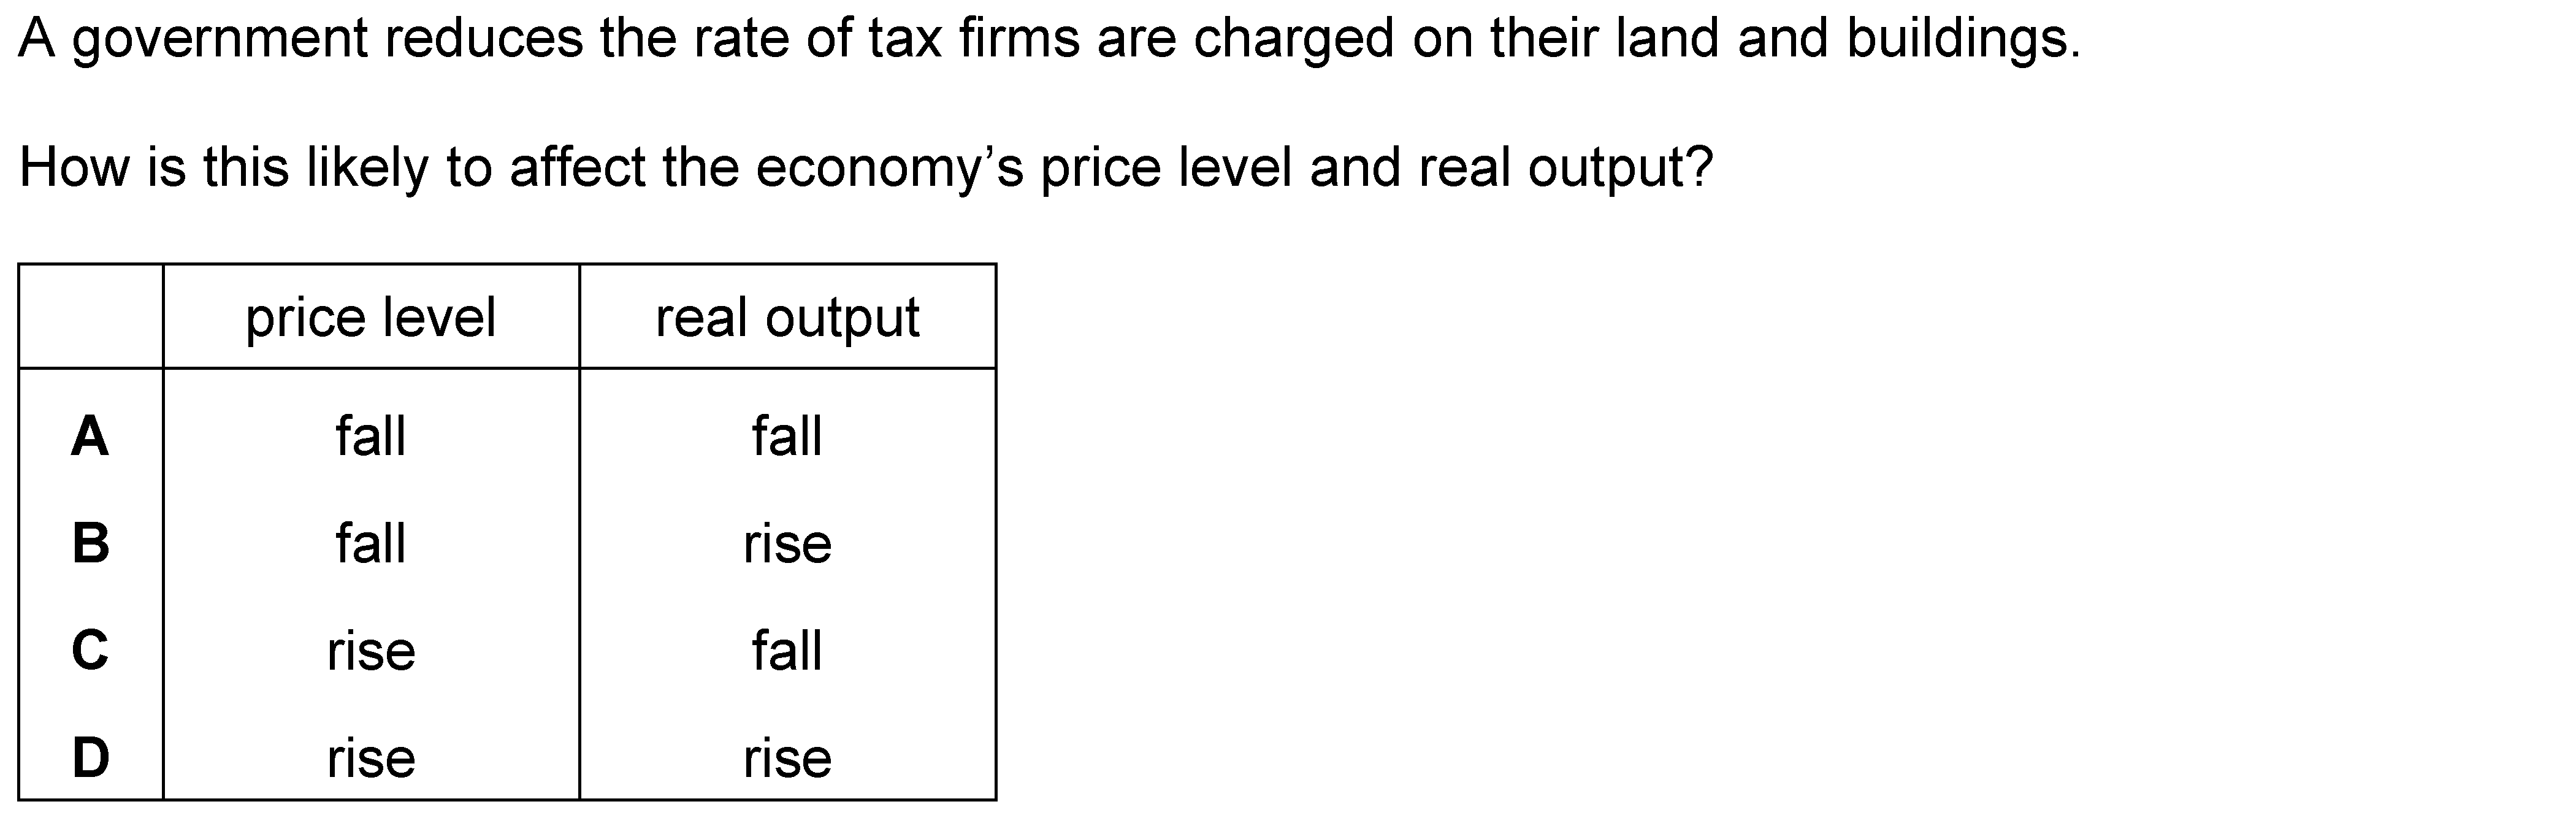 A government reduces the rate of tax firms are charged on their land and buildings.
How is this likely to affect the economy’s price level and real output?
price level real output
A fall fall
B fall rise
C rise fall
D rise rise